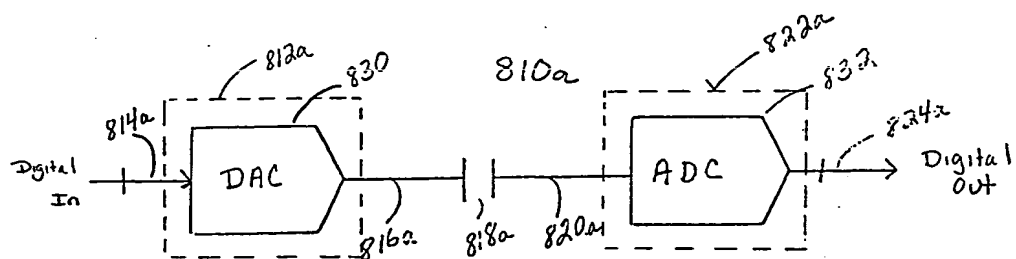 812a
830
810a
822a
832
814a
824a
Digital
In
DAC
ADC
Digital
Out
816a
818a
820a